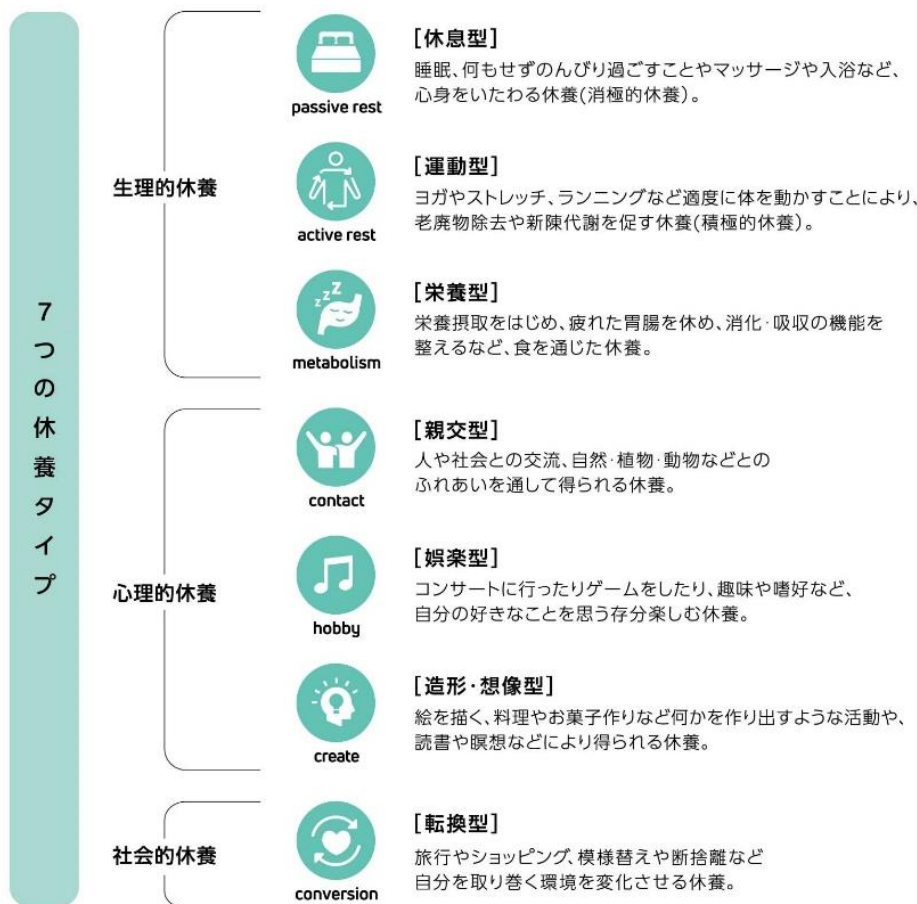 7つの休養タイプ
生理的休養
passive rest
[休息型]
睡眠、何もせずのんびり過ごすことやマッサージや入浴など、
心身をいたわる休養(消極的休養)。
active rest
[運動型]
ヨガやストレッチ、ランニングなど適度に体を動かすことにより、
老廃物除去や新陳代謝を促す休養(積極的休養)。
zzZ
metabolism
[栄養型]
栄養摂取をはじめ、疲れた胃腸を休め、消化・吸収の機能を
整えるなど、食を通じた休養。
心理的休養
contact
[親交型]
人や社会との交流、自然・植物・動物などとの
ふれあいを通して得られる休養。
hobby
[娯楽型]
コンサートに行ったりゲームをしたり、趣味や嗜好など、
自分の好きなことを思う存分楽しむ休養。
create
[造形・想像型]
絵を描く、料理やお菓子作りなど何かを作り出すような活動や、
読書や瞑想などにより得られる休養。
社会的休養
conversion
[転換型]
旅行やショッピング、模様替えや断捨離など
自分を取り巻く環境を変化させる休養。